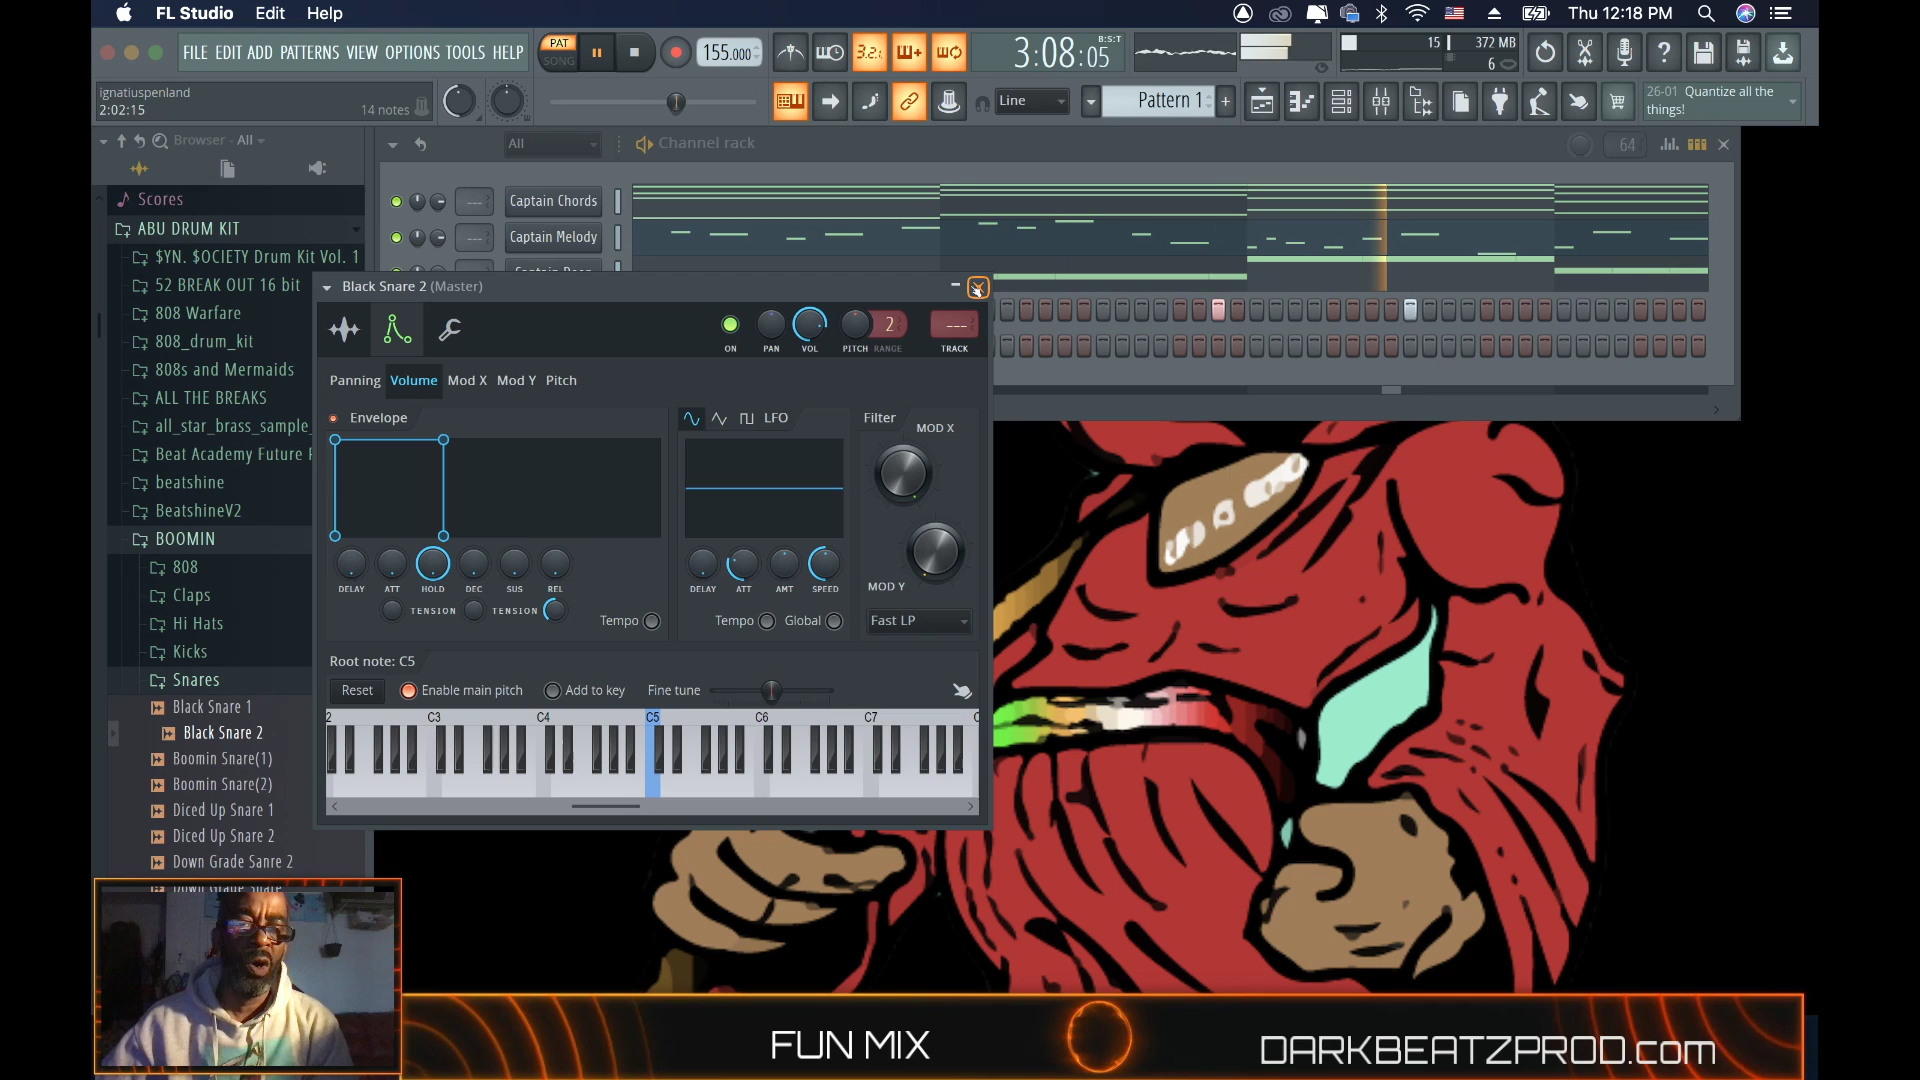 FL Studio Edit Help
Thu 12:18 PM
FILE EDIT ADD PATTERNS VIEW OPTIONS TOOLS HELP
PAT
SONG
155.000
3:08:05
B:S:T
15
372 MB
6
ignatiuspenland
2:02:15
14 notes
Line
Pattern 1
26-01 Quantize all the
things!
Browser - All
All
Channel rack
64
Scores
ABU DRUM KIT
$YN. $OCIETY Drum Kit Vol. 1
52 BREAK OUT 16 bit
808 Warfare
808_drum_kit
808s and Mermaids
ALL THE BREAKS
all_star_brass_sample_
Beat Academy Future
beatshine
BeatshineV2
BOOMIN
808
Claps
Hi Hats
Kicks
Snares
Black Snare 1
Black Snare 2
Boomin Snare(1)
Boomin Snare(2)
Diced Up Snare 1
Diced Up Snare 2
Down Grade Sanre 2
Captain Chords
Captain Melody
Black Snare 2 (Master)
ON
PAN
VOL
PITCH
2
RANGE
---
TRACK
Panning Volume Mod X Mod Y Pitch
Envelope
LFO
Filter
MOD X
DELAY ATT HOLD DEC SUS REL
DELAY ATT AMT SPEED
MOD Y
TENSION TENSION
Tempo
Tempo Global
Fast LP
Root note: C5
Reset Enable main pitch Add to key Fine tune
2 C3 C4 C5 C6 C7 C
FUN MIX
DARKBEATZPROD.com